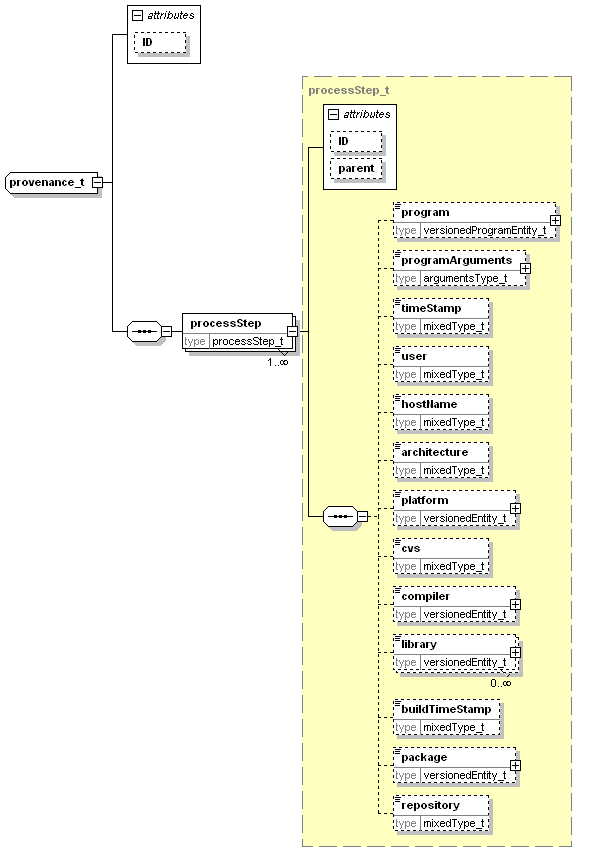 attributes
ID
processStep_t
attributes
ID
parent
provenance_t
program
type versionedProgramEntity_t
programArguments
type argumentsType_t
timeStamp
type mixedType_t
processStep
type processStep_t
1..∞
user
type mixedType_t
hostName
type mixedType_t
architecture
type mixedType_t
platform
type versionedEntity_t
cvs
type mixedType_t
compiler
type versionedEntity_t
library
type versionedEntity_t
0..∞
buildTimeStamp
type mixedType_t
package
type versionedEntity_t
repository
type mixedType_t